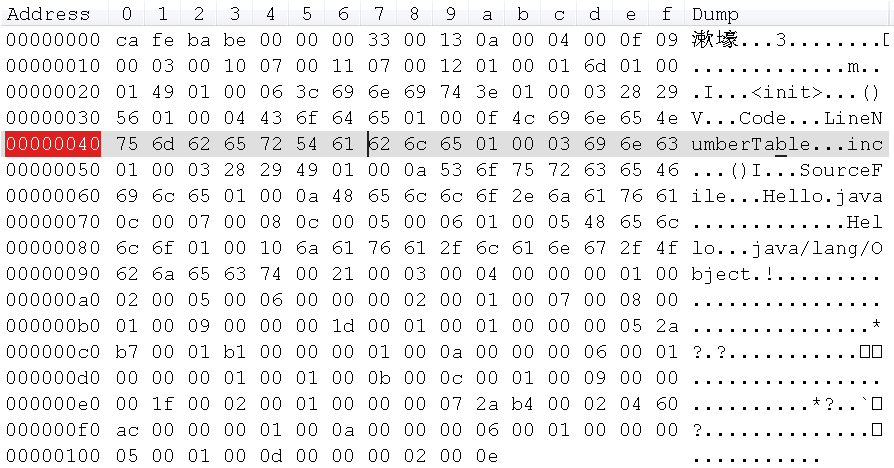 Address 0 1 2 3 4 5 6 7 8 9 a b c d e f Dump
00000000 ca fe ba be 00 00 00 33 00 13 0a 00 04 00 0f 09 漱壕...3........[
00000010 00 03 00 10 07 00 11 07 00 12 01 00 01 6d 01 00 .............m..
00000020 01 49 01 00 06 3c 69 6e 69 74 3e 01 00 03 28 29 .I...<init>...()
00000030 56 01 00 04 43 6f 64 65 01 00 0f 4c 69 6e 65 4e V...Code...LineN
00000040 75 6d 62 65 72 54 61 62 6c 65 01 00 03 69 6e 63 umberTable...inc
00000050 01 00 03 28 29 49 01 00 0a 53 6f 75 72 63 65 46 ...()I...SourceF
00000060 69 6c 65 01 00 0a 48 65 6c 6c 6f 2e 6a 61 76 61 ile...Hello.java
00000070 0c 00 07 00 08 0c 00 05 00 06 01 00 05 48 65 6c .............Hel
00000080 6c 6f 01 00 10 6a 61 76 61 2f 6c 61 6e 67 2f 4f lo...java/lang/O
00000090 62 6a 65 63 74 00 21 00 03 00 04 00 00 00 01 00 bject.!.........
000000a0 02 00 05 00 06 00 00 00 02 00 01 00 07 00 08 00 ................
000000b0 01 00 09 00 00 00 1d 00 01 00 01 00 00 00 05 2a ...............*
000000c0 b7 00 01 b1 00 00 00 01 00 0a 00 00 00 06 00 01 ?.?...........□□
000000d0 00 00 00 01 00 01 00 0b 00 0c 00 01 00 09 00 00 ................
000000e0 00 1f 00 02 00 01 00 00 00 07 2a b4 00 02 04 60 ..........*?..`□
000000f0 ac 00 00 00 01 00 0a 00 00 00 06 00 01 00 00 00 ?..............□
00000100 05 00 01 00 0d 00 00 00 02 00 0e ...........